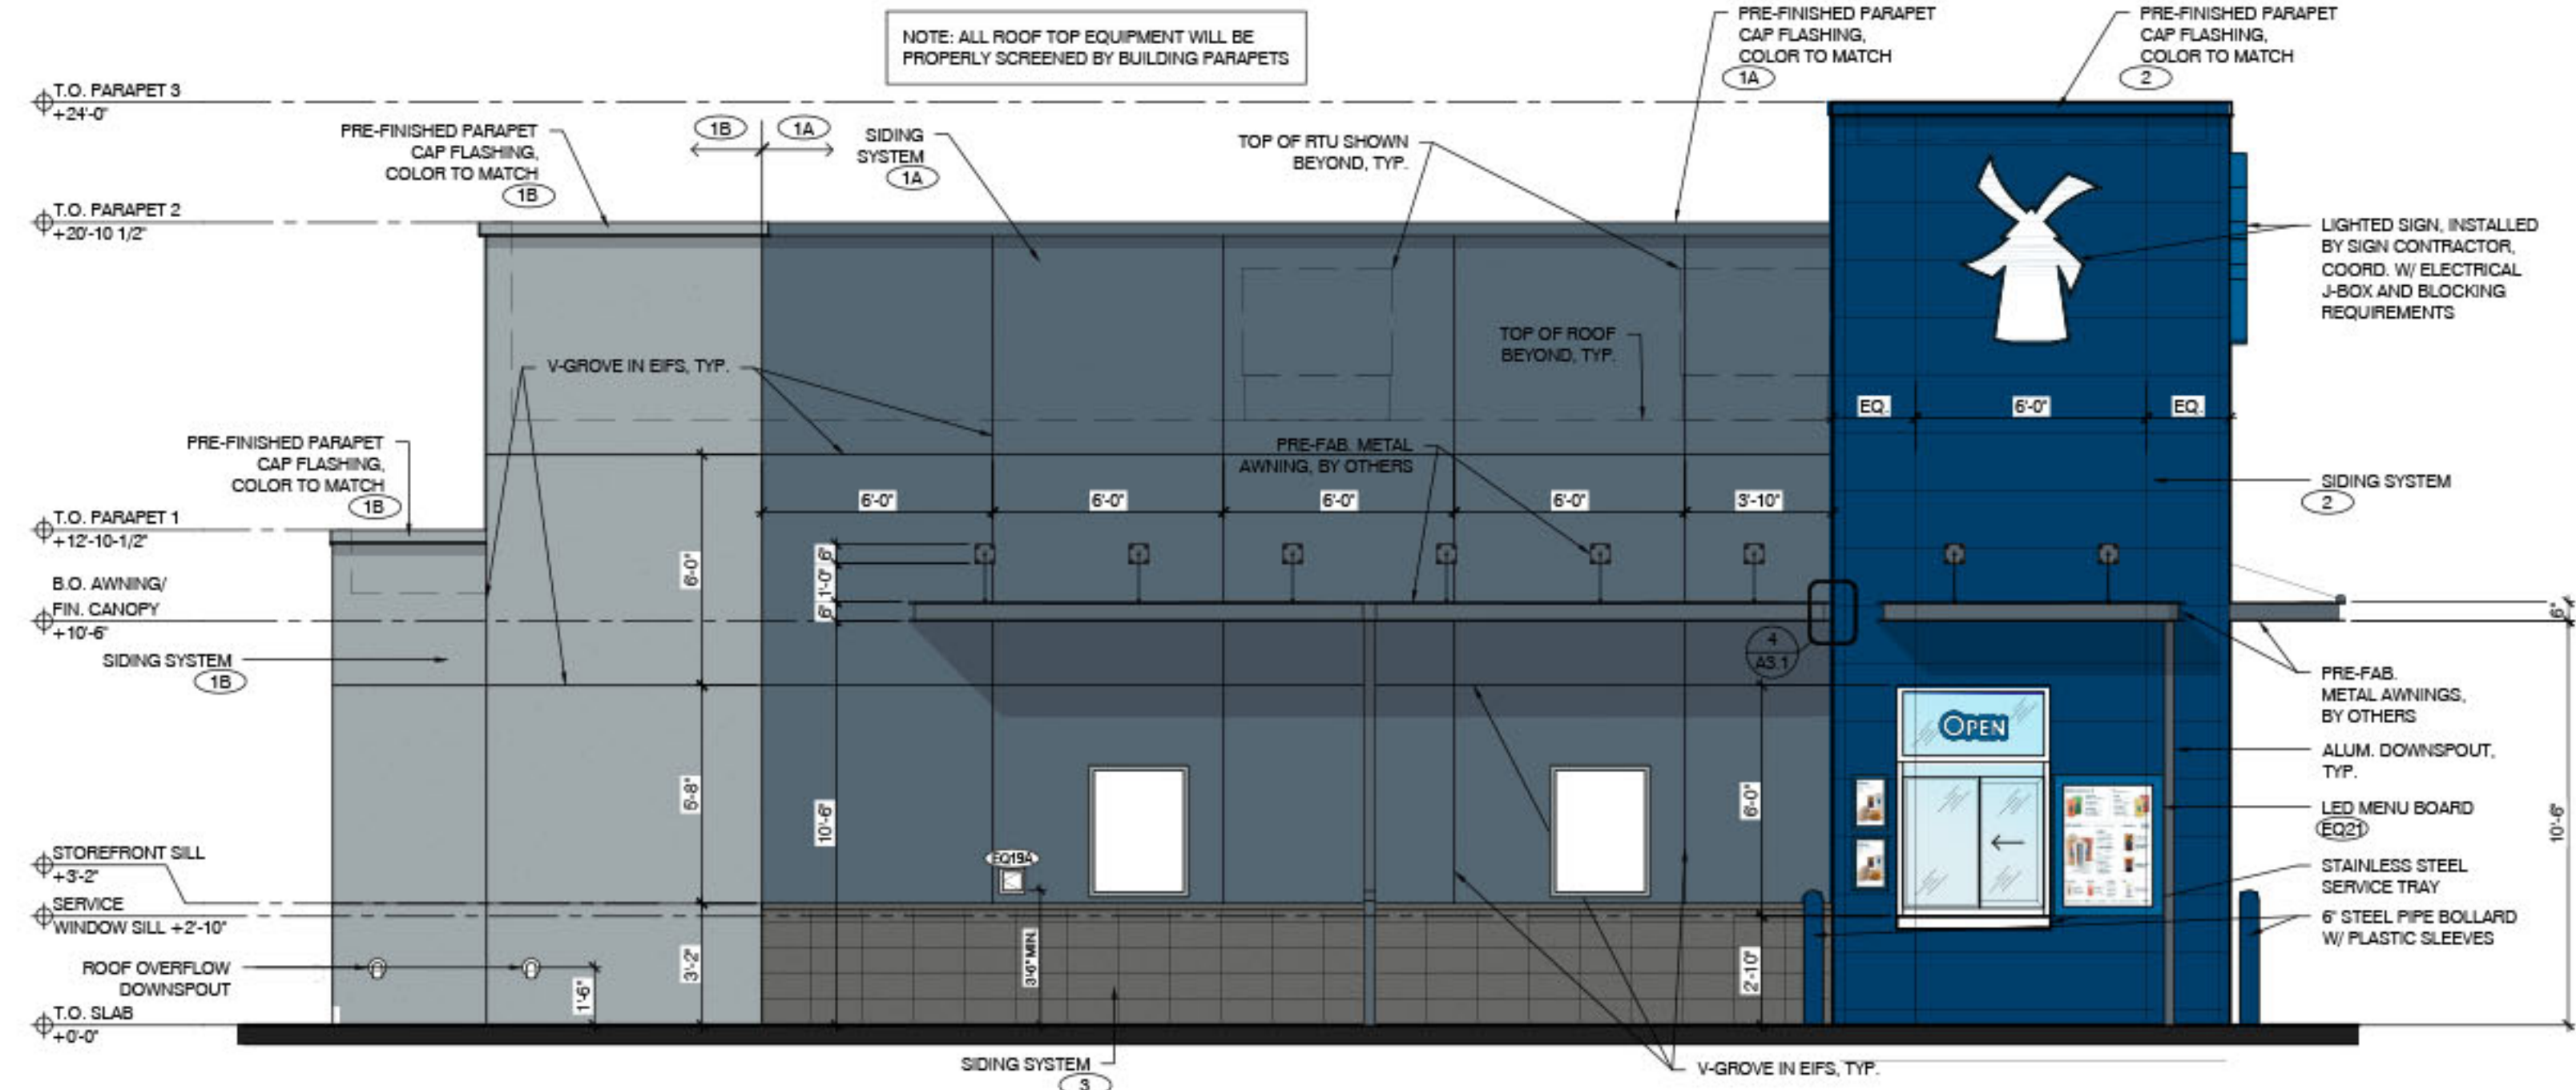 NOTE: ALL ROOF TOP EQUIPMENT WILL BE
PROPERLY SCREENED BY BUILDING PARAPETS
PRE-FINISHED PARAPET
CAP FLASHING,
COLOR TO MATCH
1A
PRE-FINISHED PARAPET
CAP FLASHING,
COLOR TO MATCH
2
T.O. PARAPET 3
+24'-0"
PRE-FINISHED PARAPET
CAP FLASHING,
COLOR TO MATCH
1B
1B
1A
SIDING
SYSTEM
1A
TOP OF RTU SHOWN
BEYOND, TYP.
T.O. PARAPET 2
+20'-10 1/2"
LIGHTED SIGN, INSTALLED
BY SIGN CONTRACTOR,
COORD. W/ ELECTRICAL
J-BOX AND BLOCKING
REQUIREMENTS
V-GROVE IN EIFS, TYP.
TOP OF ROOF
BEYOND, TYP.
EQ.
6'-0"
EQ.
PRE-FINISHED PARAPET
CAP FLASHING,
COLOR TO MATCH
1B
PRE-FAB. METAL
AWNING, BY OTHERS
SIDING SYSTEM
2
6'-0"
6'-0"
6'-0"
6'-0"
3'-10"
T.O. PARAPET 1
+12'-10-1/2"
6'-0"
6"
1'-0"
6"
B.O. AWNING/
FIN. CANOPY
+10'-6"
6"
4
A3.1
SIDING SYSTEM
1B
PRE-FAB.
METAL AWNINGS,
BY OTHERS
OPEN
ALUM. DOWNSPOUT,
TYP.
5'-8"
10'-6"
6'-0"
LED MENU BOARD
EQ21
10'-6"
EQ19A
STOREFRONT SILL
+3'-2"
STAINLESS STEEL
SERVICE TRAY
SERVICE
WINDOW SILL +2'-10"
6" STEEL PIPE BOLLARD
W/ PLASTIC SLEEVES
ROOF OVERFLOW
DOWNSPOUT
1'-6"
3'-2"
3'6" MIN.
2'-10"
T.O. SLAB
+0'-0"
SIDING SYSTEM
3
V-GROVE IN EIFS, TYP.